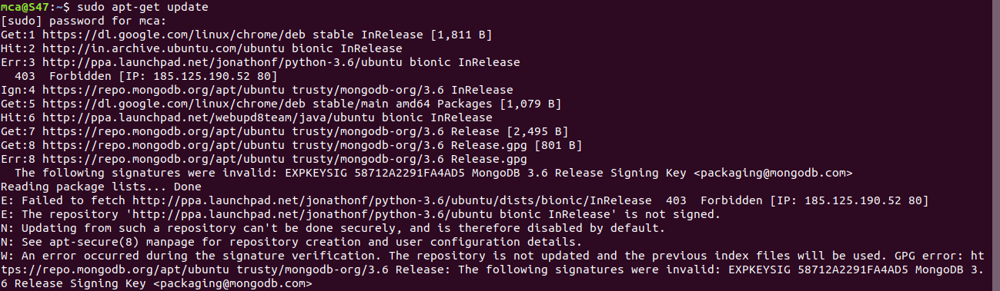 mca@S47:~$ sudo apt-get update
[sudo] password for mca:
Get:1 https://dl.google.com/linux/chrome/deb stable InRelease [1,811 B]
Hit:2 http://in.archive.ubuntu.com/ubuntu bionic InRelease
Err:3 http://ppa.launchpad.net/jonathonf/python-3.6/ubuntu bionic InRelease
  403  Forbidden [IP: 185.125.190.52 80]
Ign:4 https://repo.mongodb.org/apt/ubuntu trusty/mongodb-org/3.6 InRelease
Get:5 https://dl.google.com/linux/chrome/deb stable/main amd64 Packages [1,079 B]
Hit:6 http://ppa.launchpad.net/webupd8team/java/ubuntu bionic InRelease
Get:7 https://repo.mongodb.org/apt/ubuntu trusty/mongodb-org/3.6 Release [2,495 B]
Get:8 https://repo.mongodb.org/apt/ubuntu trusty/mongodb-org/3.6 Release.gpg [801 B]
Err:8 https://repo.mongodb.org/apt/ubuntu trusty/mongodb-org/3.6 Release.gpg
  The following signatures were invalid: EXPKEYSIG 58712A2291FA4AD5 MongoDB 3.6 Release Signing Key <packaging@mongodb.com>
Reading package lists... Done
E: Failed to fetch http://ppa.launchpad.net/jonathonf/python-3.6/ubuntu/dists/bionic/InRelease  403  Forbidden [IP: 185.125.190.52 80]
E: The repository 'http://ppa.launchpad.net/jonathonf/python-3.6/ubuntu bionic InRelease' is not signed.
N: Updating from such a repository can't be done securely, and is therefore disabled by default.
N: See apt-secure(8) manpage for repository creation and user configuration details.
W: An error occurred during the signature verification. The repository is not updated and the previous index files will be used. GPG error: ht
tps://repo.mongodb.org/apt/ubuntu trusty/mongodb-org/3.6 Release: The following signatures were invalid: EXPKEYSIG 58712A2291FA4AD5 MongoDB 3.
6 Release Signing Key <packaging@mongodb.com>